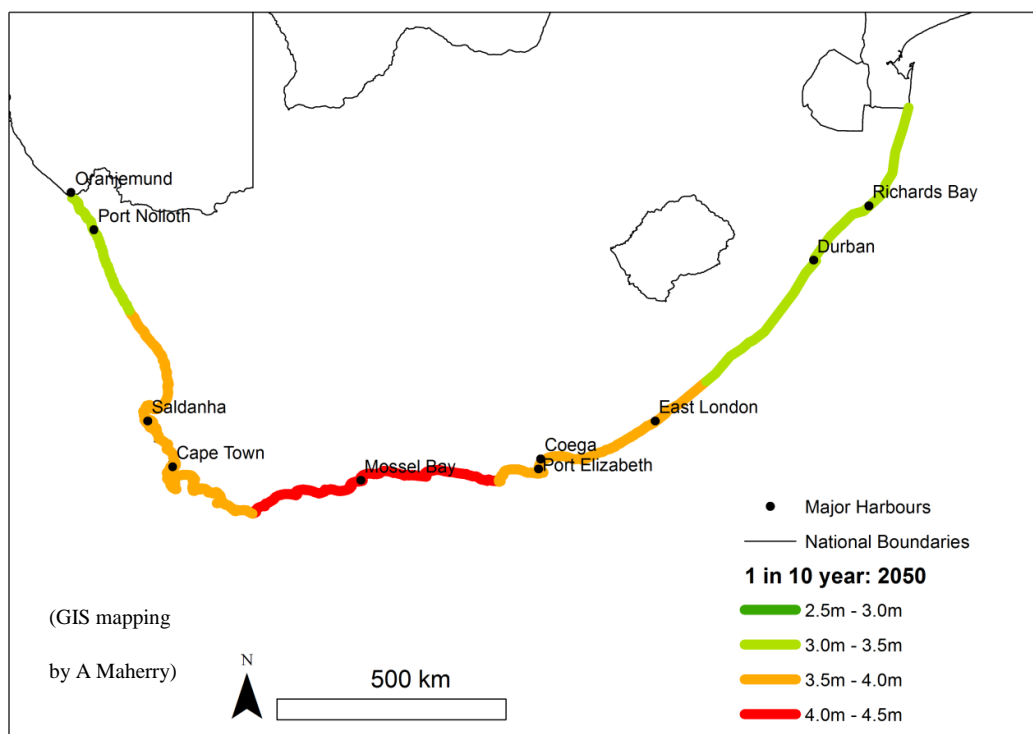 Oranjemund
Port Nolloth
Richards Bay
Durban
Saldanha
East London
Cape Town
Coega
Mossel Bay
Port Elizabeth
Major Harbours
National Boundaries
1 in 10 year: 2050
2.5m - 3.0m
3.0m - 3.5m
3.5m - 4.0m
4.0m - 4.5m
(GIS mapping
by A Maherry)
N
500 km